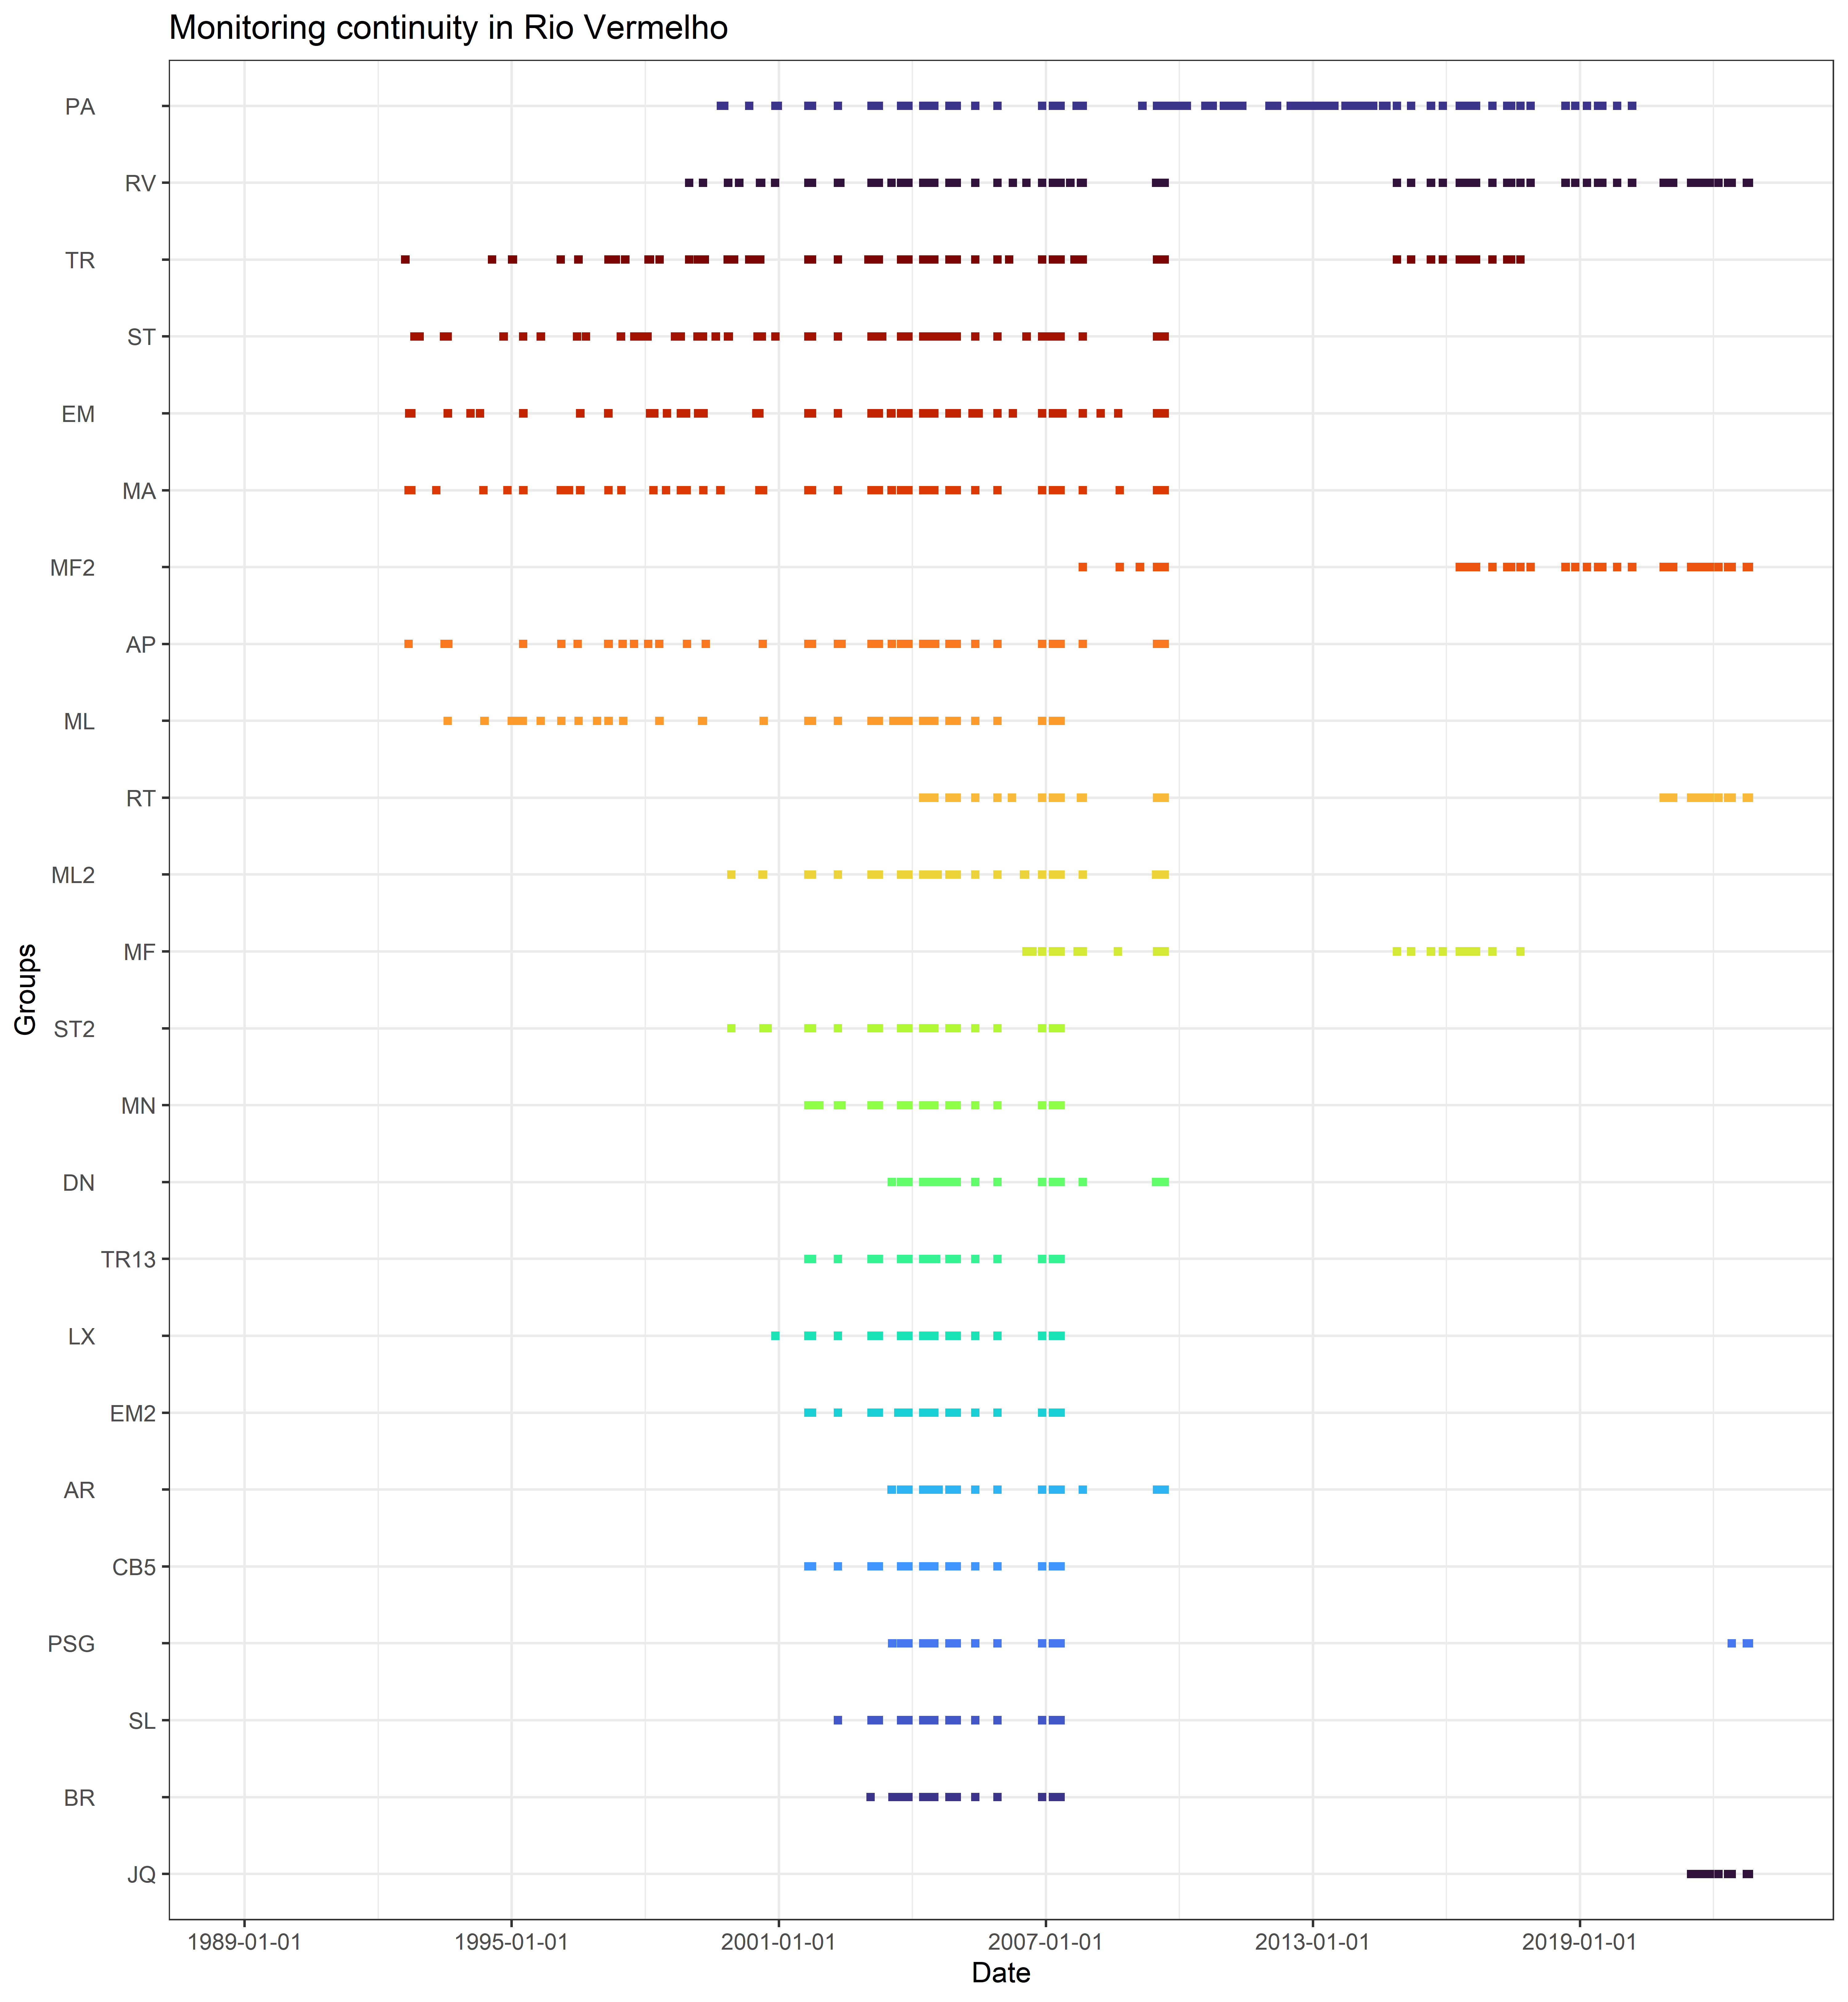 Monitoring continuity in Rio Vermelho
PA
RV
TR
ST
EM
MA
MF2
AP
ML
RT
ML2
MF
ST2
MN
DN
TR13
LX
EM2
AR
CB5
PSG
SL
BR
JQ
Groups
1989-01-01 1995-01-01 2001-01-01 2007-01-01 2013-01-01 2019-01-01
Date